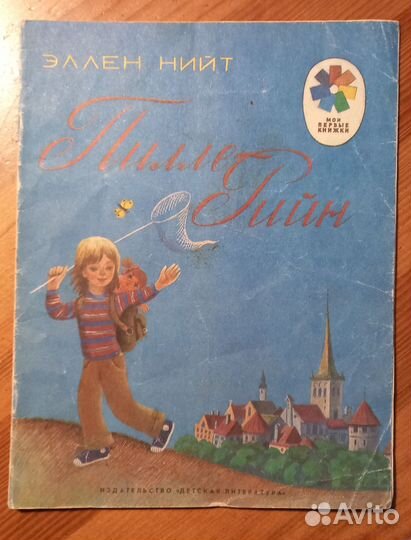 ЭЛЛЕН НИЙТ
МОИ
ПЕРВЫЕ
КНИЖКИ
Пилле-
Рийн
ИЗДАТЕЛЬСТВО «ДЕТСКАЯ ЛИТЕРАТУРА»
Avito